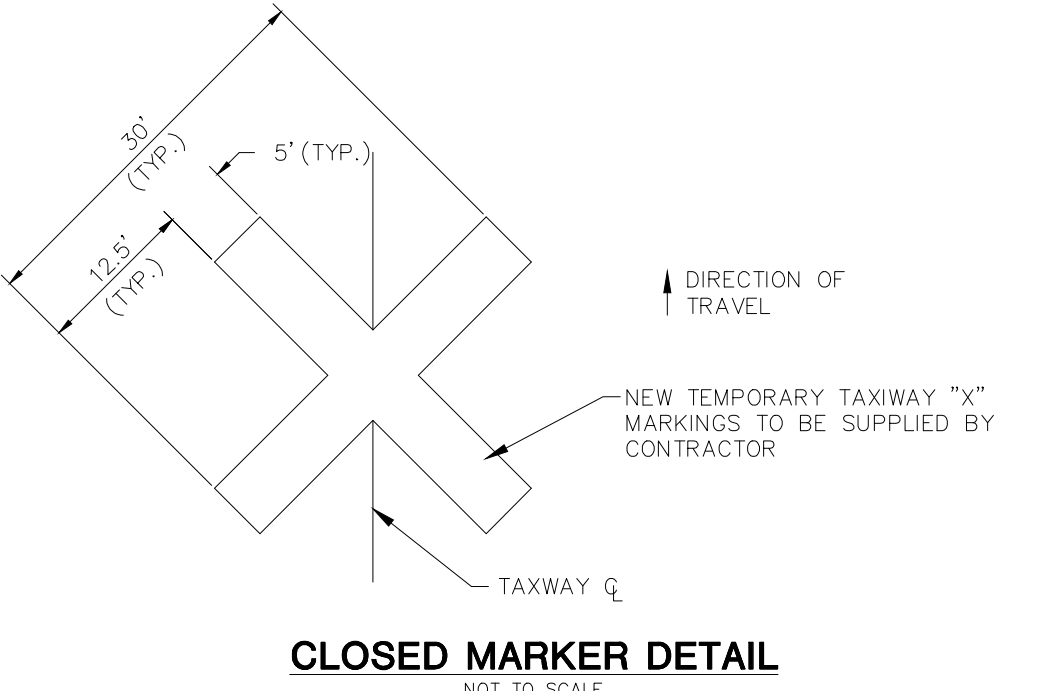 30'
(TYP.)
5' (TYP.)
12.5'
(TYP.)
DIRECTION OF
TRAVEL
NEW TEMPORARY TAXIWAY "X"
MARKINGS TO BE SUPPLIED BY
CONTRACTOR
TAXWAY ℄
CLOSED MARKER DETAIL
NOT TO SCALE